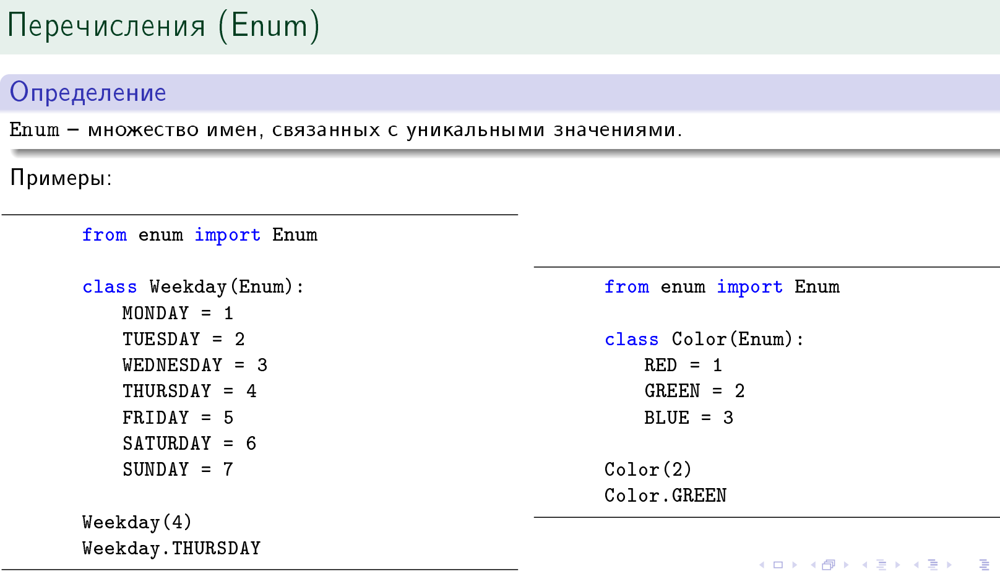 Перечисления (Enum)
Определение
Enum – множество имен, связанных с уникальными значениями.
Примеры:
from enum import Enum
class Weekday(Enum):
MONDAY = 1
TUESDAY = 2
WEDNESDAY = 3
THURSDAY = 4
FRIDAY = 5
SATURDAY = 6
SUNDAY = 7
Weekday(4)
Weekday.THURSDAY
from enum import Enum
class Color(Enum):
RED = 1
GREEN = 2
BLUE = 3
Color(2)
Color.GREEN